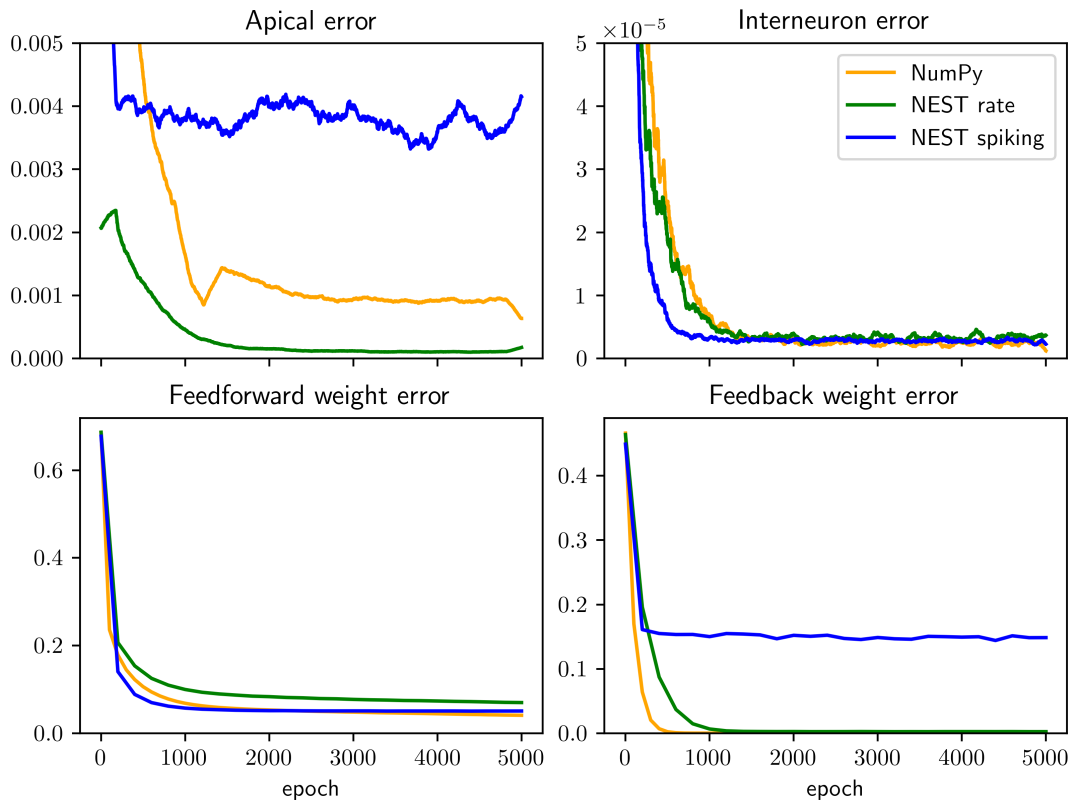 Apical error
0.005
0.004
0.003
0.002
0.001
0.000
Interneuron error
×10⁻⁵
5
4
3
2
1
0
NumPy
NEST rate
NEST spiking
Feedforward weight error
0.6
0.4
0.2
0.0
0 1000 2000 3000 4000 5000
epoch
Feedback weight error
0.4
0.3
0.2
0.1
0.0
0 1000 2000 3000 4000 5000
epoch